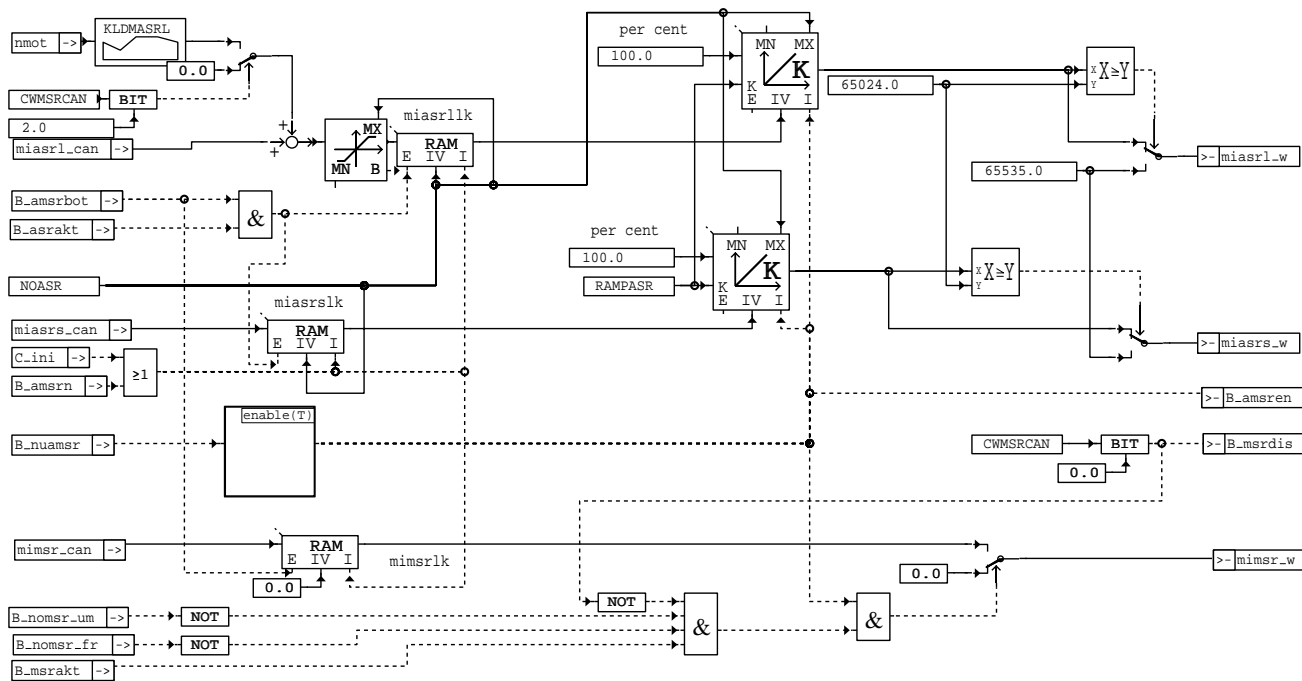 nmot ->
KLDMASRL
0.0
CWMSRCAN
BIT
2.0
miasrl_can ->
+
+
MX
MN
B
miasrllk
RAM
E IV I
per cent
100.0
MN MX
K
K
E IV I
65024.0
X
Y
X≥Y
65535.0
>- miasrl_w
B_amsrbot ->
B_asrakt ->
&
NOASR
per cent
100.0
RAMPASR
MN MX
K
K
E IV I
X
Y
X≥Y
miasrslk
miasrs_can ->
RAM
E IV I
>- miasrs_w
C_ini ->
B_amsrn ->
≥1
>- B_amsren
enable(T)
B_nuamsr ->
CWMSRCAN
BIT
0.0
>- B_msrdis
mimsr_can ->
RAM
E IV I
mimsrlk
0.0
0.0
>- mimsr_w
B_nomsr_um ->
NOT
NOT
&
&
B_nomsr_fr ->
NOT
B_msrakt ->